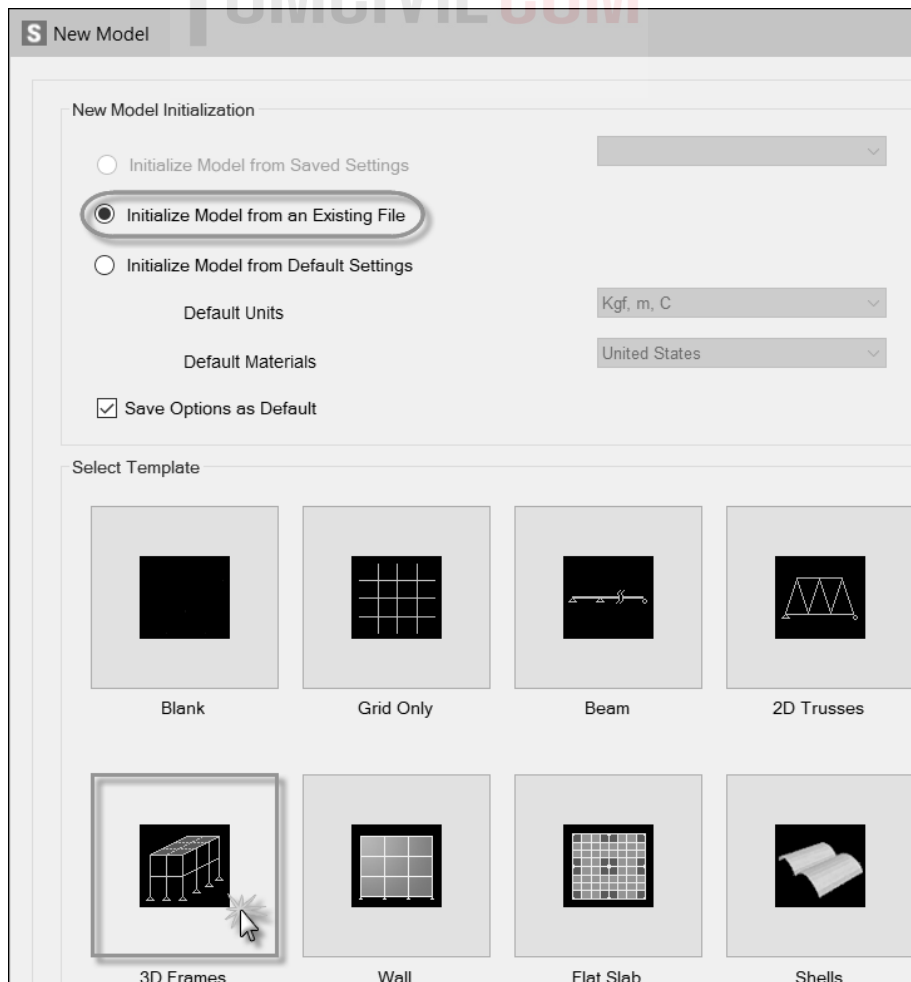 OMCIVIL.COM
S New Model
New Model Initialization
Initialize Model from Saved Settings
Initialize Model from an Existing File
Initialize Model from Default Settings
Default Units Kgf, m, C
Default Materials United States
Save Options as Default
Select Template
Blank Grid Only Beam 2D Trusses
3D Frames Wall Flat Slab Shells